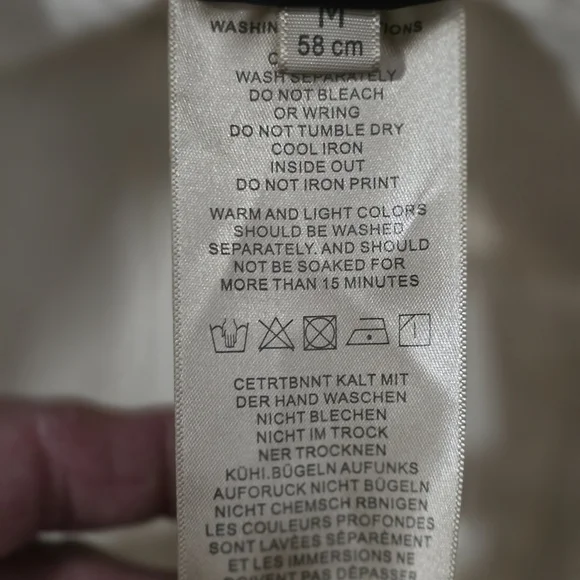 M
58 cm
WASH SEPARATELY
DO NOT BLEACH
OR WRING
DO NOT TUMBLE DRY
COOL IRON
INSIDE OUT
DO NOT IRON PRINT
WARM AND LIGHT COLORS
SHOULD BE WASHED
SEPARATELY. AND SHOULD
NOT BE SOAKED FOR
MORE THAN 15 MINUTES
CETRTBNNT KALT MIT
DER HAND WASCHEN
NICHT BLECHEN
NICHT IM TROCK
NER TROCKNEN
KÜHI.BÜGELN AUFUNKS
AUFORUCK NICHT BÜGELN
NICHT CHEMSCH RBNIGEN
LES COULEURS PROFONDES
SONT LAVÉES SÉPARÉMENT
ET LES IMMERSIONS NE
DOIVENT PAS DÉPASSER